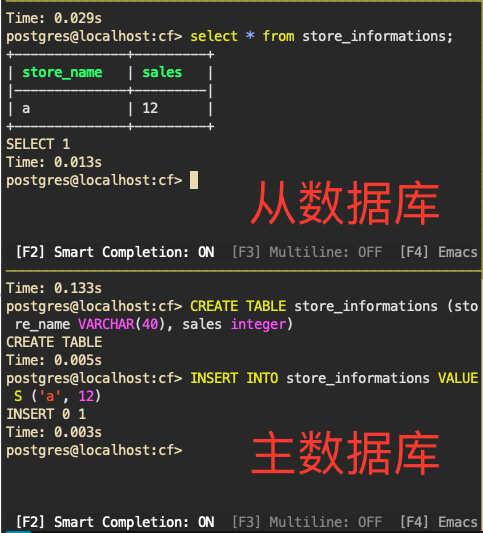 Time: 0.029s
postgres@localhost:cf> select * from store_informations;
+--------------+---------+
| store_name   | sales   |
|--------------+---------|
| a            | 12      |
+--------------+---------+
SELECT 1
Time: 0.013s
postgres@localhost:cf>
从数据库
[F2] Smart Completion: ON  [F3] Multiline: OFF  [F4] Emacs
Time: 0.133s
postgres@localhost:cf> CREATE TABLE store_informations (sto
re_name VARCHAR(40), sales integer)
CREATE TABLE
Time: 0.005s
postgres@localhost:cf> INSERT INTO store_informations VALUE
S ('a', 12)
INSERT 0 1
Time: 0.003s
postgres@localhost:cf>
主数据库
[F2] Smart Completion: ON  [F3] Multiline: OFF  [F4] Emacs